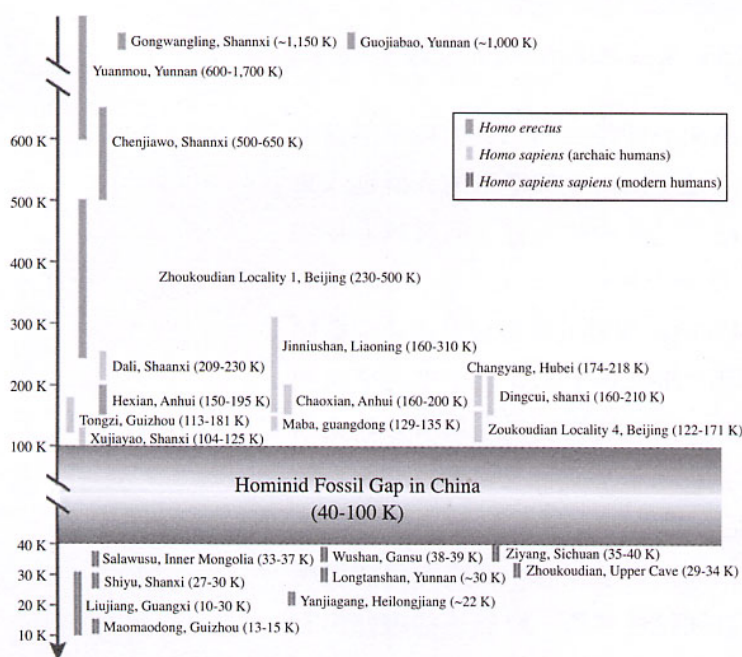 Gongwangling, Shannxi (~1,150 K)
Guojiabao, Yunnan (~1,000 K)
Yuanmou, Yunnan (600-1,700 K)
Chenjiawo, Shannxi (500-650 K)
Homo erectus
Homo sapiens (archaic humans)
Homo sapiens sapiens (modern humans)
600 K
500 K
400 K
Zhoukoudian Locality 1, Beijing (230-500 K)
300 K
Jinniushan, Liaoning (160-310 K)
Dali, Shaanxi (209-230 K)
Changyang, Hubei (174-218 K)
200 K
Hexian, Anhui (150-195 K)
Chaoxian, Anhui (160-200 K)
Dingcui, shanxi (160-210 K)
Tongzi, Guizhou (113-181 K)
Maba, guangdong (129-135 K)
Zoukoudian Locality 4, Beijing (122-171 K)
Xujiayao, Shanxi (104-125 K)
100 K
Hominid Fossil Gap in China
(40-100 K)
40 K
Salawusu, Inner Mongolia (33-37 K)
Wushan, Gansu (38-39 K)
Ziyang, Sichuan (35-40 K)
30 K
Shiyu, Shanxi (27-30 K)
Longtanshan, Yunnan (~30 K)
Zhoukoudian, Upper Cave (29-34 K)
20 K
Liujiang, Guangxi (10-30 K)
Yanjiagang, Heilongjiang (~22 K)
10 K
Maomaodong, Guizhou (13-15 K)